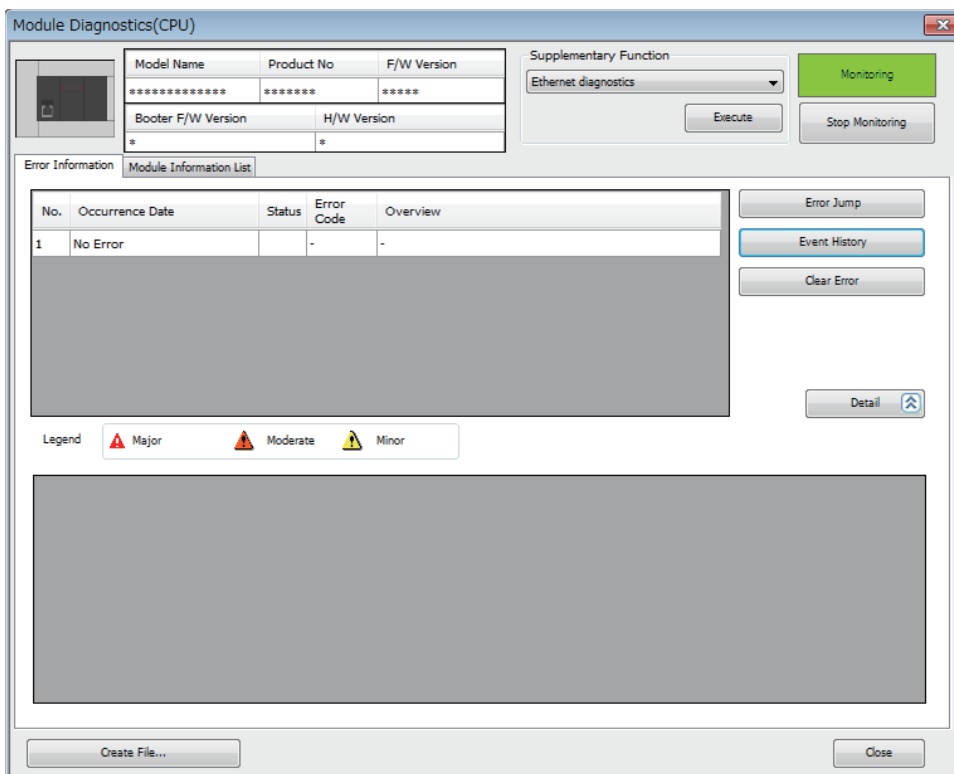 Module Diagnostics(CPU)
Model Name Product No F/W Version
************* ******* *****
Booter F/W Version H/W Version
* *
Supplementary Function
Ethernet diagnostics
Execute
Monitoring
Stop Monitoring
Error Information Module Information List
No. Occurrence Date Status Error Code Overview
1 No Error - -
Error Jump
Event History
Clear Error
Detail
Legend Major Moderate Minor
Create File... Close